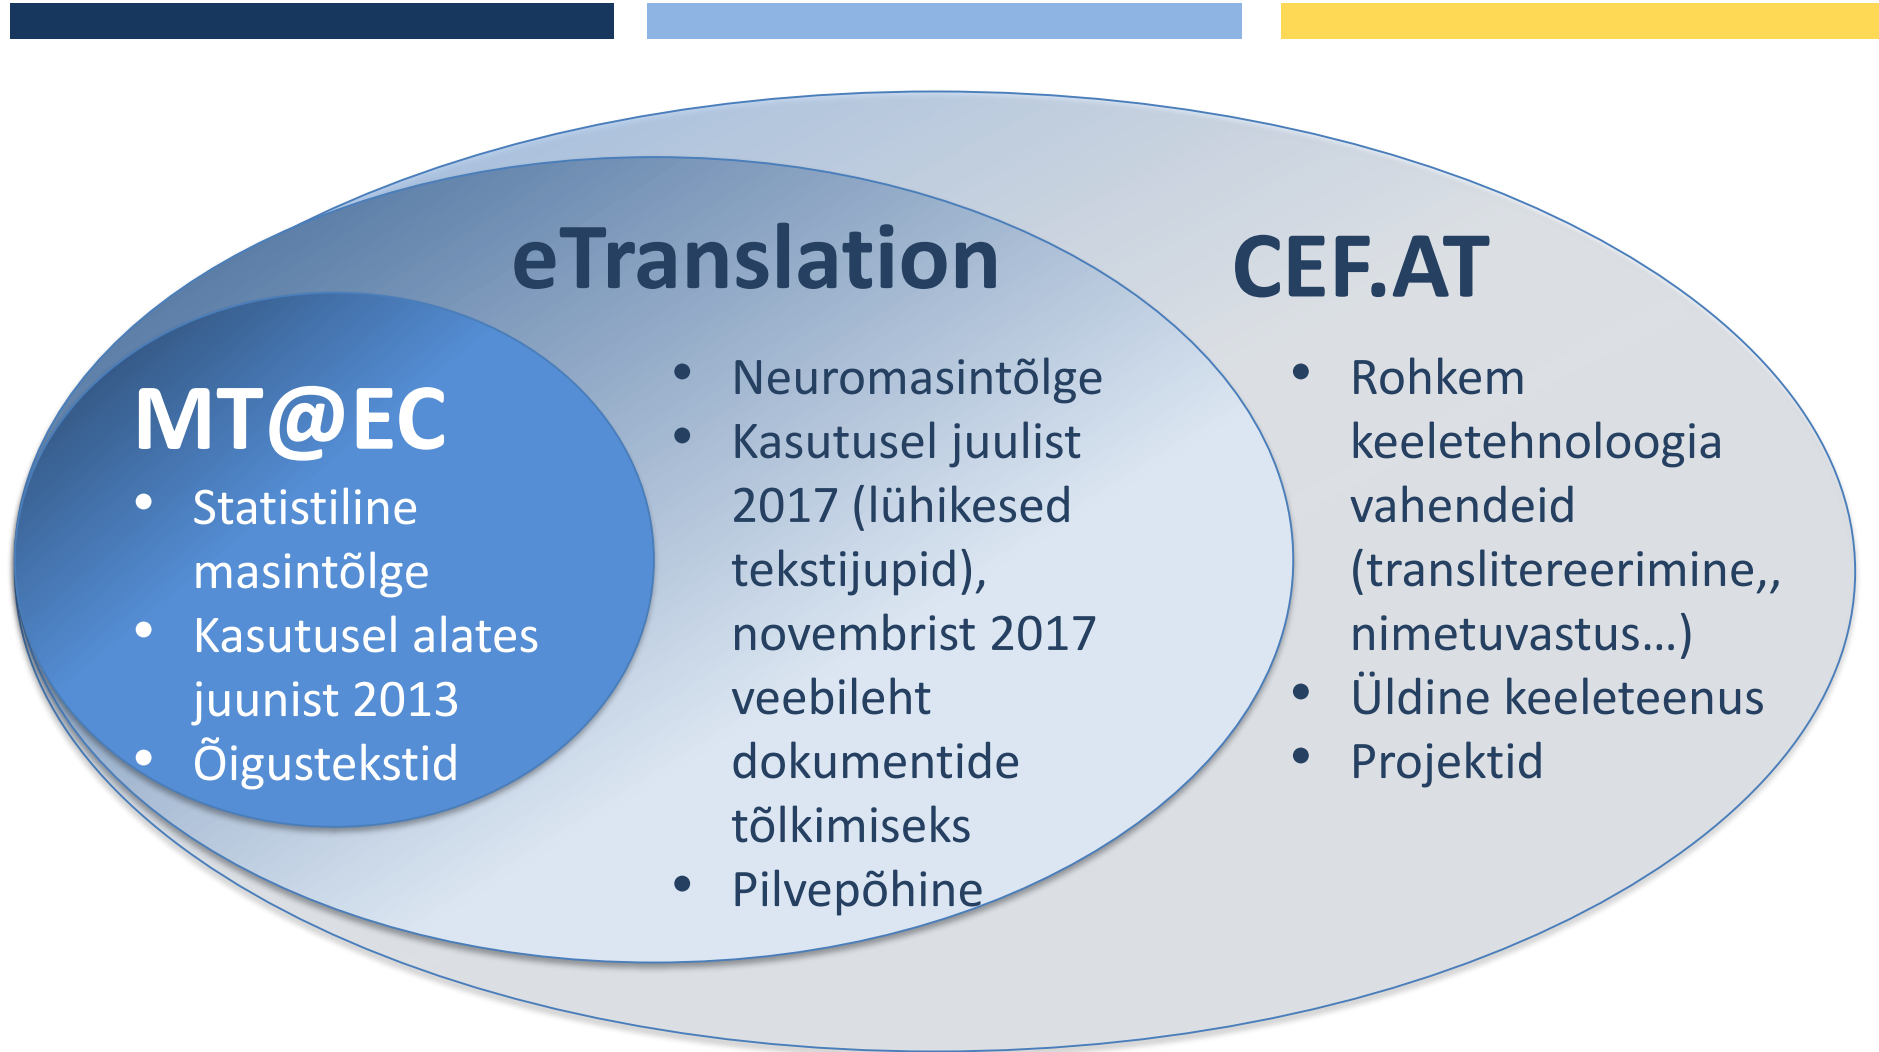 MT@EC
• Statistiline
masintõlge
• Kasutusel alates
juunist 2013
• Õigustekstid
eTranslation
• Neuromasintõlge
• Kasutusel juulist
2017 (lühikesed
tekstijupid),
novembrist 2017
veebileht
dokumentide
tõlkimiseks
• Pilvepõhine
CEF.AT
• Rohkem
keeletehnoloogia
vahendeid
(translitereerimine,,
nimetuvastus…)
• Üldine keeleteenus
• Projektid